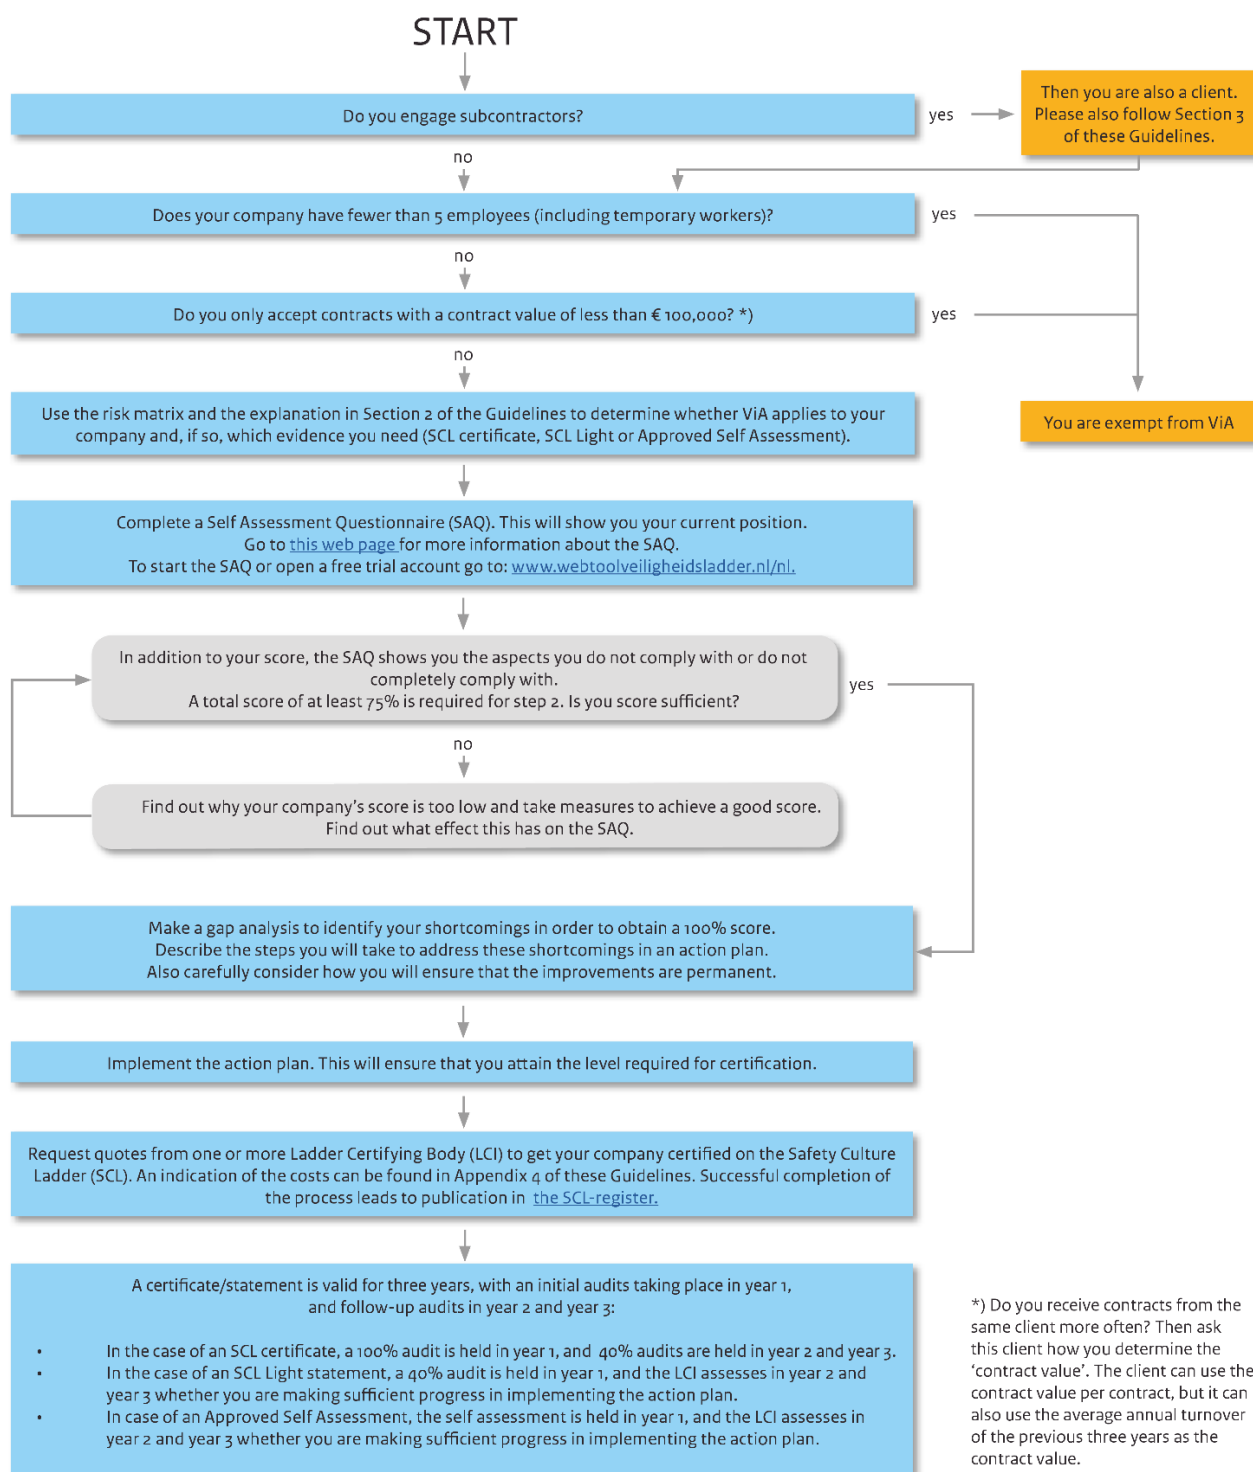 START
Do you engage subcontractors?
yes
Then you are also a client.
Please also follow Section 3
of these Guidelines.
no
Does your company have fewer than 5 employees (including temporary workers)?
yes
no
Do you only accept contracts with a contract value of less than € 100,000? *)
yes
no
Use the risk matrix and the explanation in Section 2 of the Guidelines to determine whether ViA applies to your
company and, if so, which evidence you need (SCL certificate, SCL Light or Approved Self Assessment).
You are exempt from ViA
Complete a Self Assessment Questionnaire (SAQ). This will show you your current position.
Go to this web page for more information about the SAQ.
To start the SAQ or open a free trial account go to: www.webtoolveiligheidsladder.nl/nl.
In addition to your score, the SAQ shows you the aspects you do not comply with or do not
completely comply with.
A total score of at least 75% is required for step 2. Is you score sufficient?
yes
no
Find out why your company's score is too low and take measures to achieve a good score.
Find out what effect this has on the SAQ.
Make a gap analysis to identify your shortcomings in order to obtain a 100% score.
Describe the steps you will take to address these shortcomings in an action plan.
Also carefully consider how you will ensure that the improvements are permanent.
Implement the action plan. This will ensure that you attain the level required for certification.
Request quotes from one or more Ladder Certifying Body (LCI) to get your company certified on the Safety Culture
Ladder (SCL). An indication of the costs can be found in Appendix 4 of these Guidelines. Successful completion of
the process leads to publication in the SCL-register.
A certificate/statement is valid for three years, with an initial audits taking place in year 1,
and follow-up audits in year 2 and year 3:
• In the case of an SCL certificate, a 100% audit is held in year 1, and 40% audits are held in year 2 and year 3.
• In the case of an SCL Light statement, a 40% audit is held in year 1, and the LCI assesses in year 2 and
year 3 whether you are making sufficient progress in implementing the action plan.
• In case of an Approved Self Assessment, the self assessment is held in year 1, and the LCI assesses in
year 2 and year 3 whether you are making sufficient progress in implementing the action plan.
*) Do you receive contracts from the
same client more often? Then ask
this client how you determine the
'contract value'. The client can use the
contract value per contract, but it can
also use the average annual turnover
of the previous three years as the
contract value.